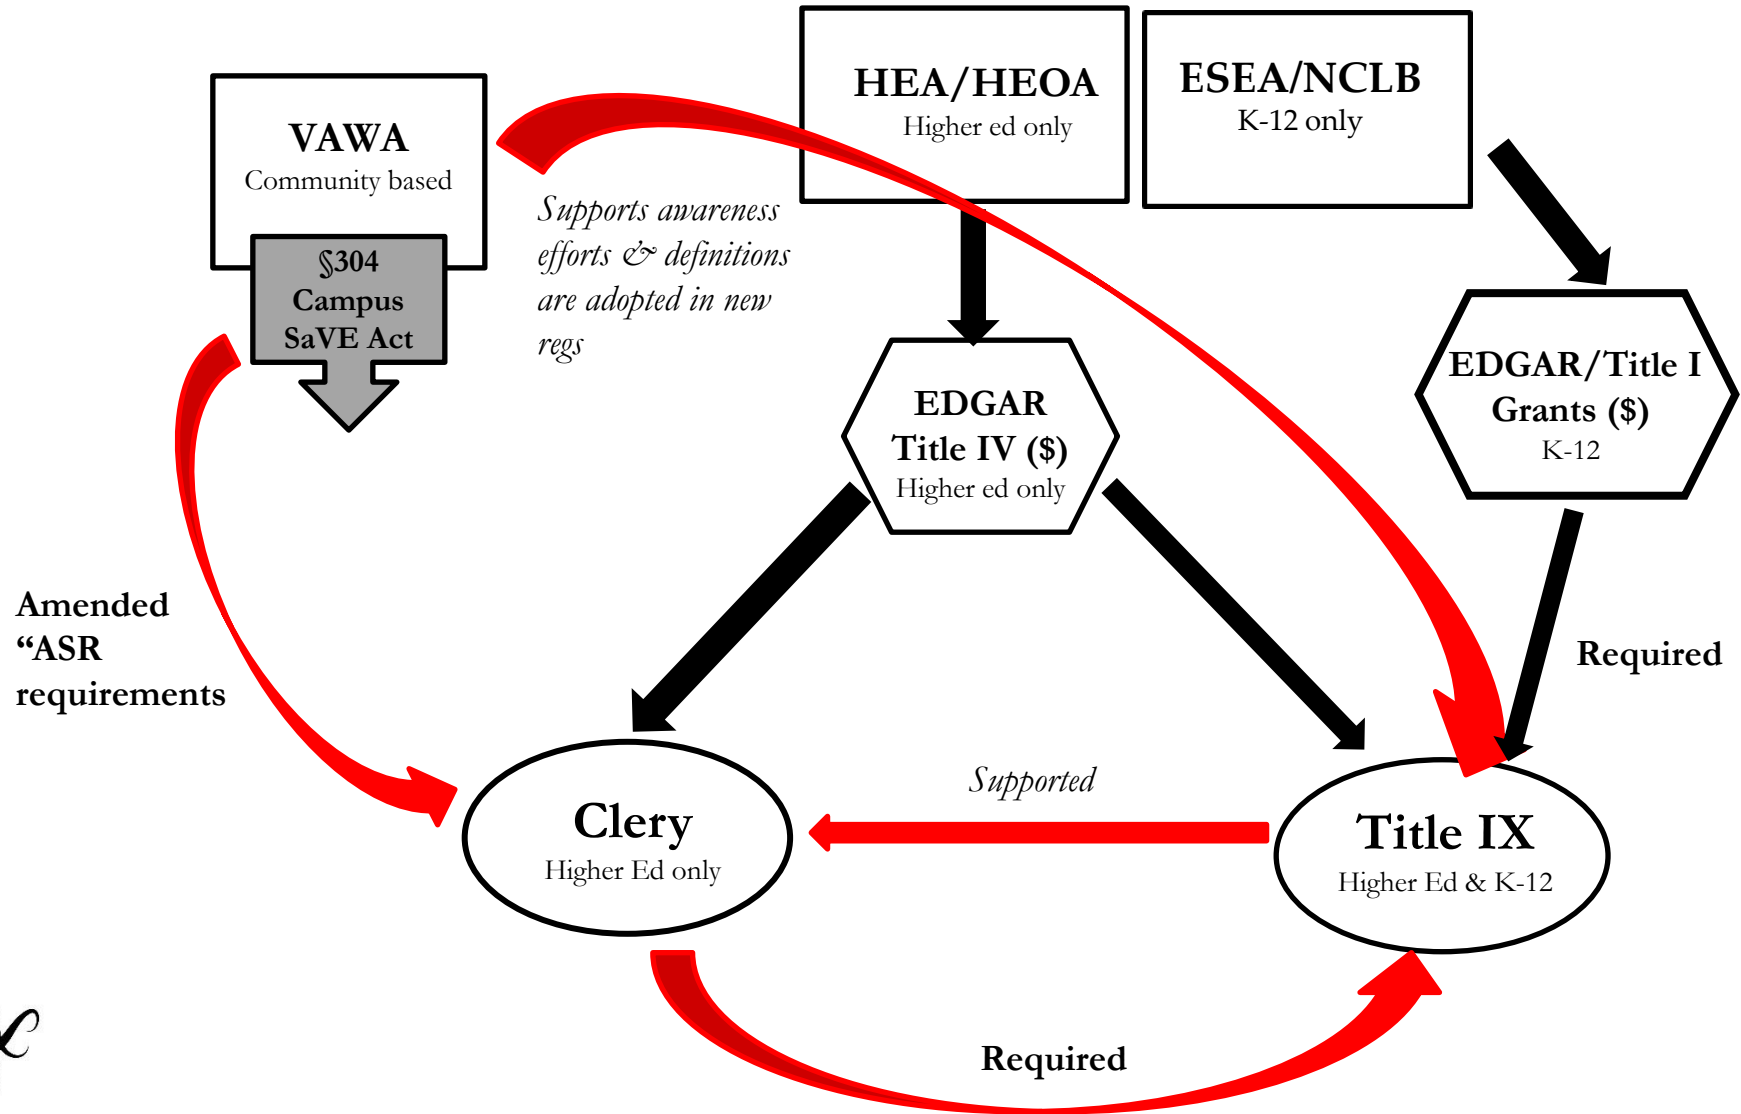 HEA/HEOA
Higher ed only
ESEA/NCLB
K-12 only
VAWA
Community based
§304
Campus
SaVE Act
Supports awareness
efforts & definitions
are adopted in new
regs
EDGAR
Title IV ($)
Higher ed only
EDGAR/Title I
Grants ($)
K-12
Amended
“ASR
requirements
Required
Supported
Clery
Higher Ed only
Title IX
Higher Ed & K-12
Required